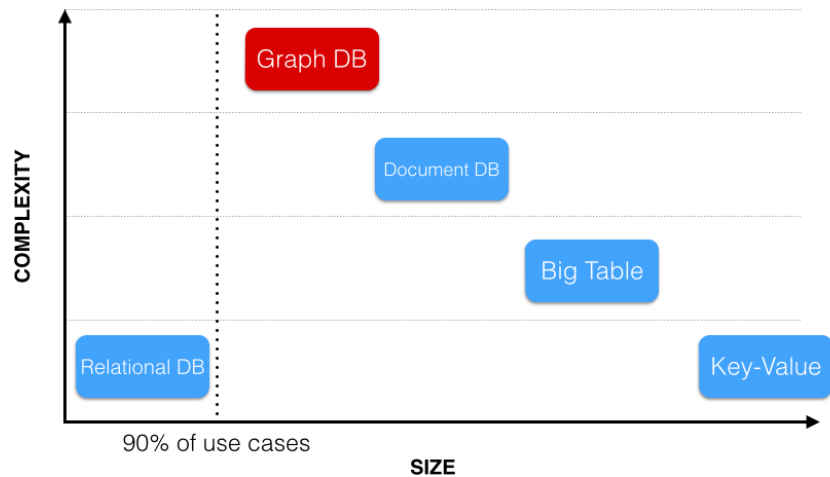 Graph DB
Document DB
Big Table
Relational DB
Key-Value
COMPLEXITY
90% of use cases
SIZE